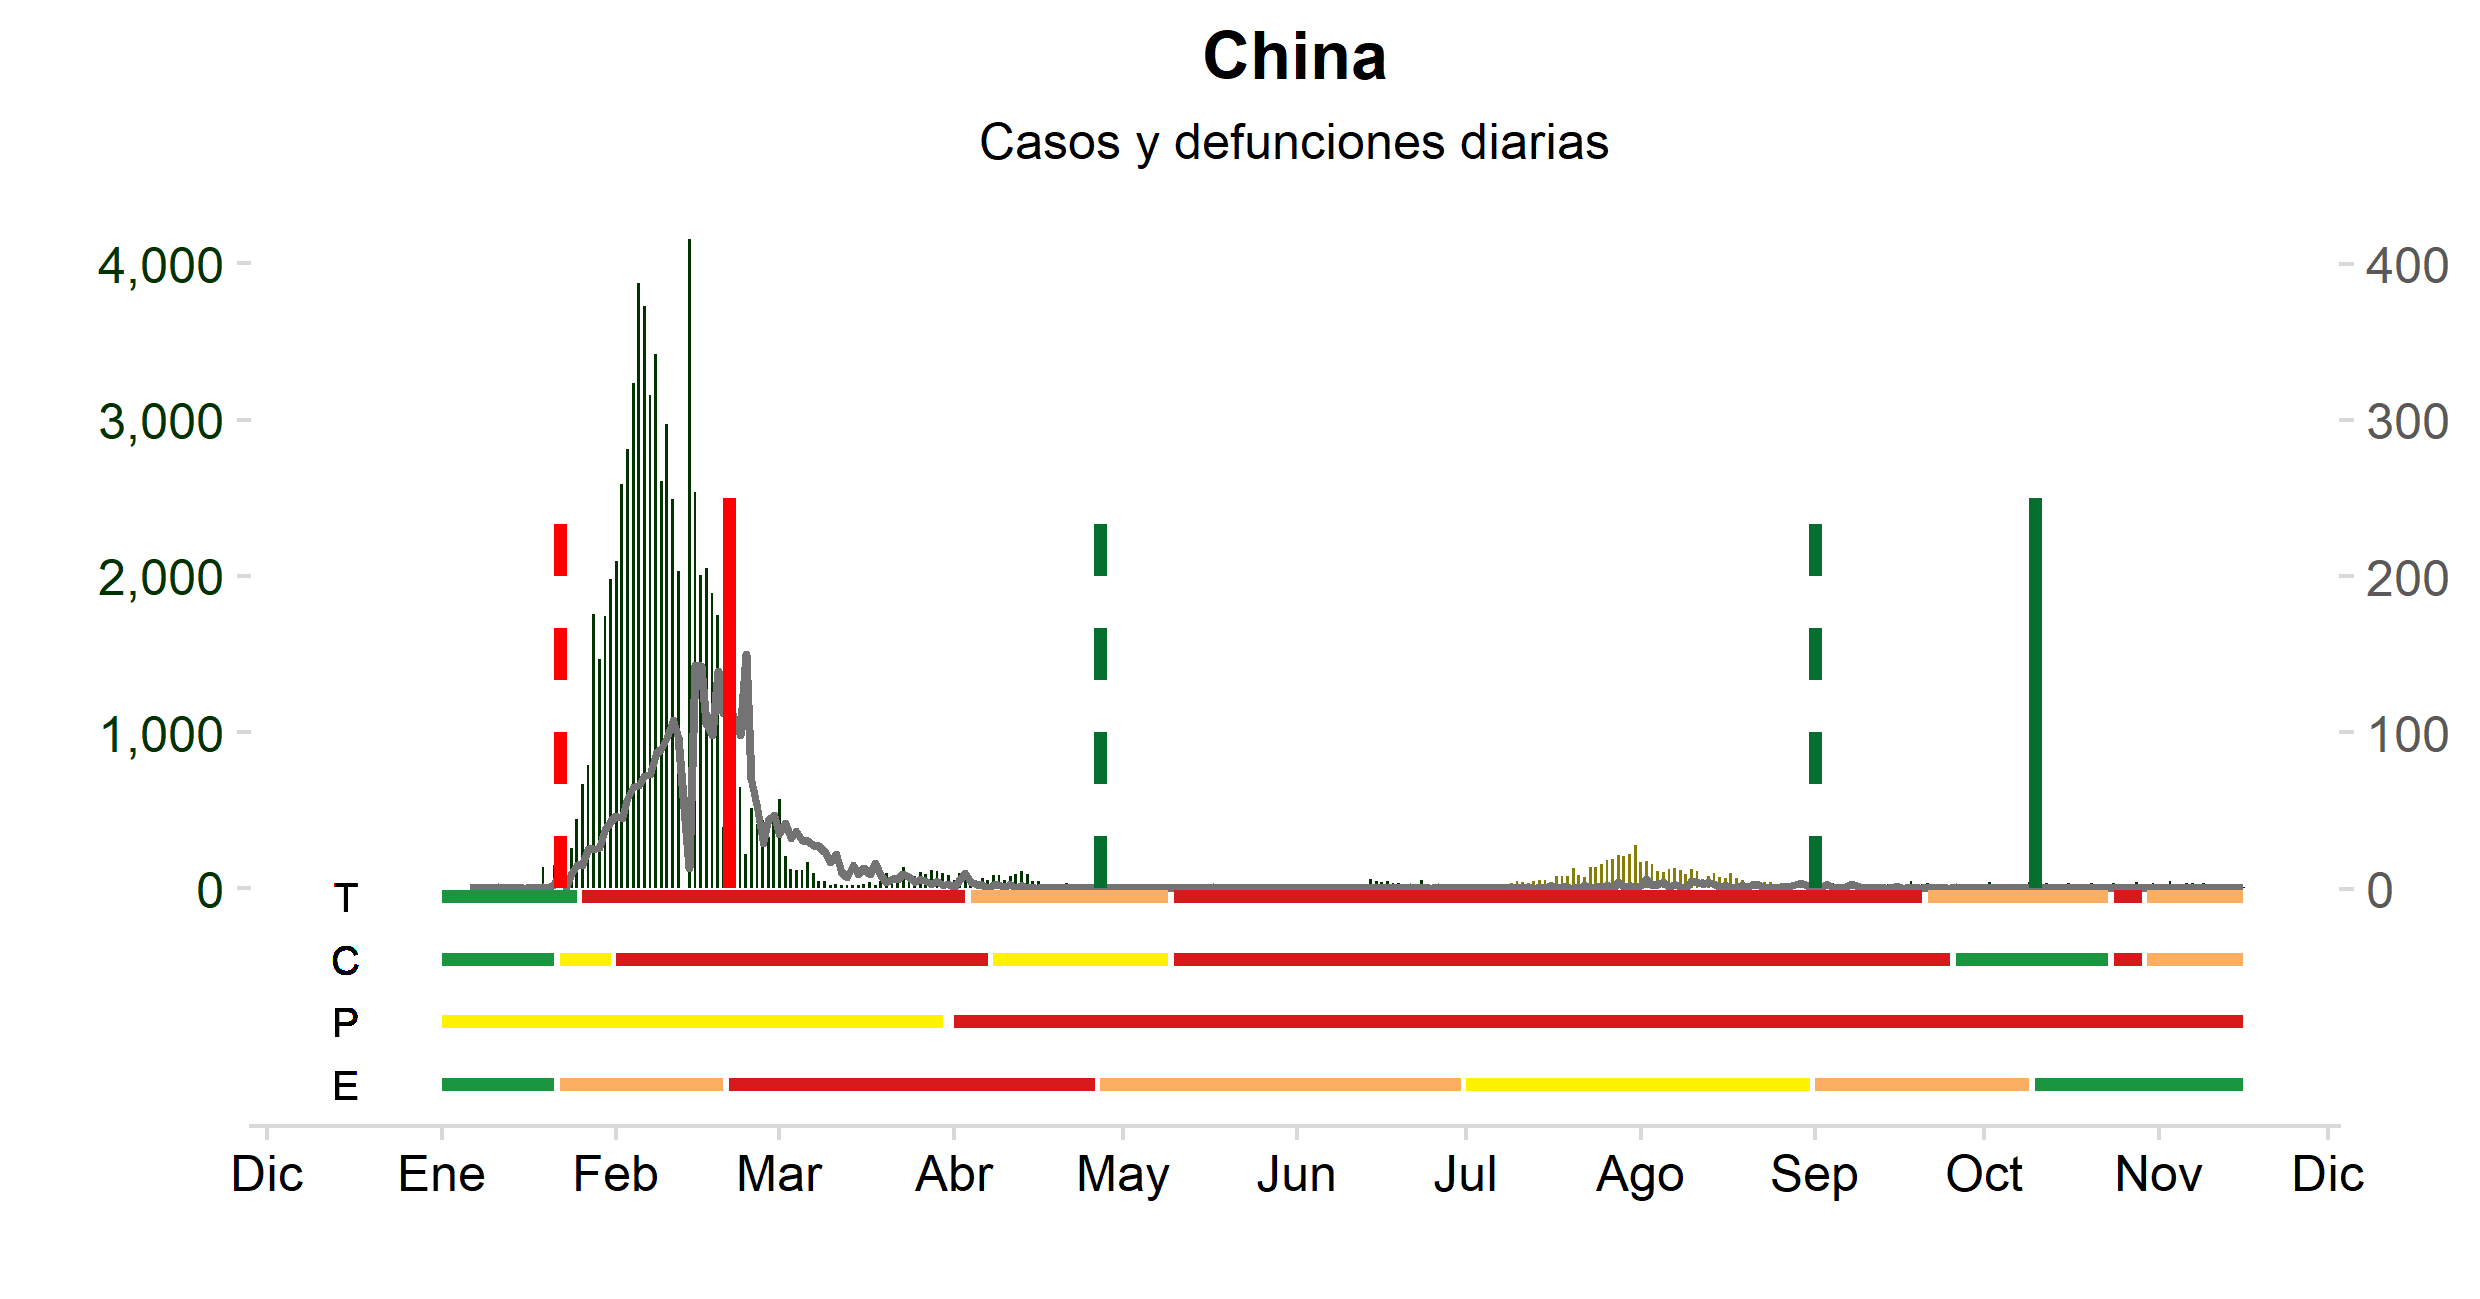 China
Casos y defunciones diarias
4,000 400
3,000 300
2,000 200
1,000 100
0 0
T
C
P
E
Dic Ene Feb Mar Abr May Jun Jul Ago Sep Oct Nov Dic